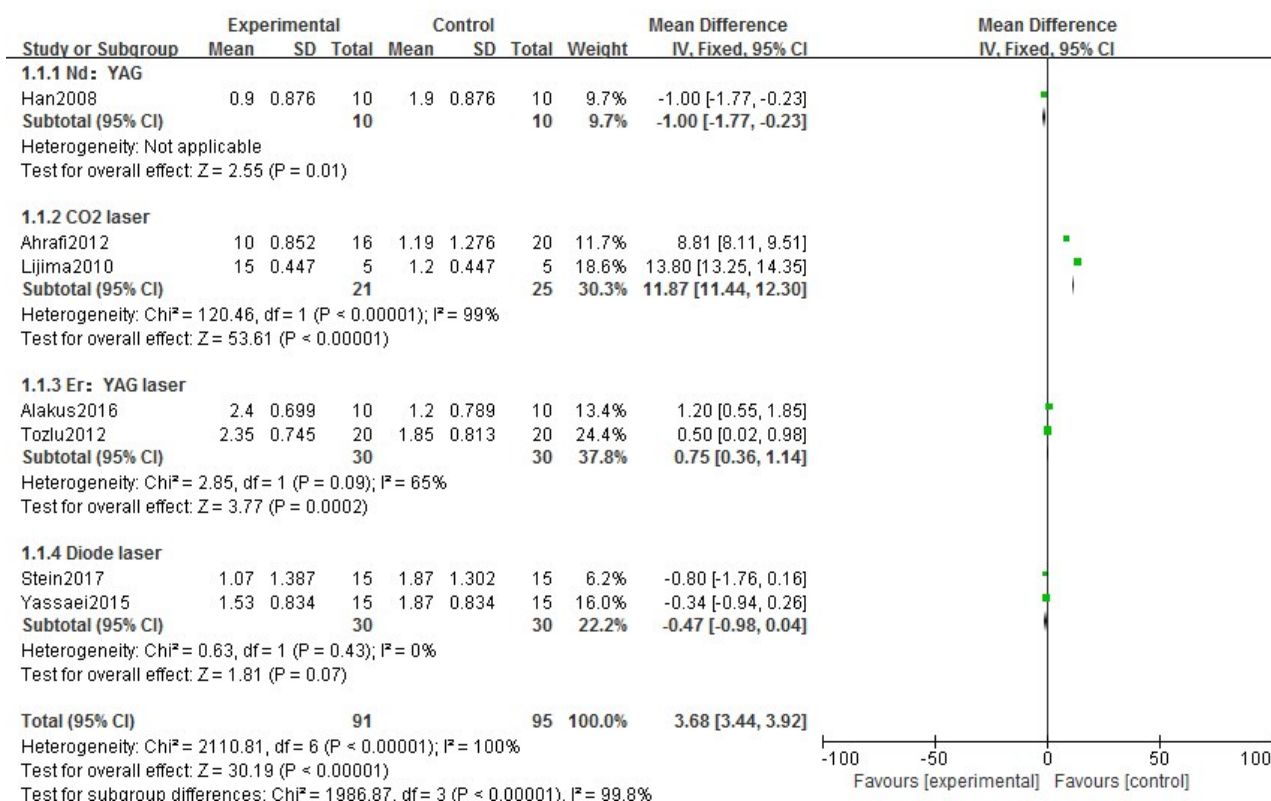 Experimental Control Mean Difference Mean Difference
Study or Subgroup Mean SD Total Mean SD Total Weight IV, Fixed, 95% CI IV, Fixed, 95% CI
1.1.1 Nd：YAG
Han2008 0.9 0.876 10 1.9 0.876 10 9.7% -1.00 [-1.77, -0.23]
Subtotal (95% CI) 10 10 9.7% -1.00 [-1.77, -0.23]
Heterogeneity: Not applicable
Test for overall effect: Z = 2.55 (P = 0.01)
1.1.2 CO2 laser
Ahrafi2012 10 0.852 16 1.19 1.276 20 11.7% 8.81 [8.11, 9.51]
Lijima2010 15 0.447 5 1.2 0.447 5 18.6% 13.80 [13.25, 14.35]
Subtotal (95% CI) 21 25 30.3% 11.87 [11.44, 12.30]
Heterogeneity: Chi² = 120.46, df = 1 (P < 0.00001); I² = 99%
Test for overall effect: Z = 53.61 (P < 0.00001)
1.1.3 Er：YAG laser
Alakus2016 2.4 0.699 10 1.2 0.789 10 13.4% 1.20 [0.55, 1.85]
Tozlu2012 2.35 0.745 20 1.85 0.813 20 24.4% 0.50 [0.02, 0.98]
Subtotal (95% CI) 30 30 37.8% 0.75 [0.36, 1.14]
Heterogeneity: Chi² = 2.85, df = 1 (P = 0.09); I² = 65%
Test for overall effect: Z = 3.77 (P = 0.0002)
1.1.4 Diode laser
Stein2017 1.07 1.387 15 1.87 1.302 15 6.2% -0.80 [-1.76, 0.16]
Yassaei2015 1.53 0.834 15 1.87 0.834 15 16.0% -0.34 [-0.94, 0.26]
Subtotal (95% CI) 30 30 22.2% -0.47 [-0.98, 0.04]
Heterogeneity: Chi² = 0.63, df = 1 (P = 0.43); I² = 0%
Test for overall effect: Z = 1.81 (P = 0.07)
Total (95% CI) 91 95 100.0% 3.68 [3.44, 3.92]
Heterogeneity: Chi² = 2110.81, df = 6 (P < 0.00001); I² = 100%
Test for overall effect: Z = 30.19 (P < 0.00001)
Test for subgroup differences: Chi² = 1986.87, df = 3 (P < 0.00001), I² = 99.8%
-100 -50 0 50 100
Favours [experimental] Favours [control]